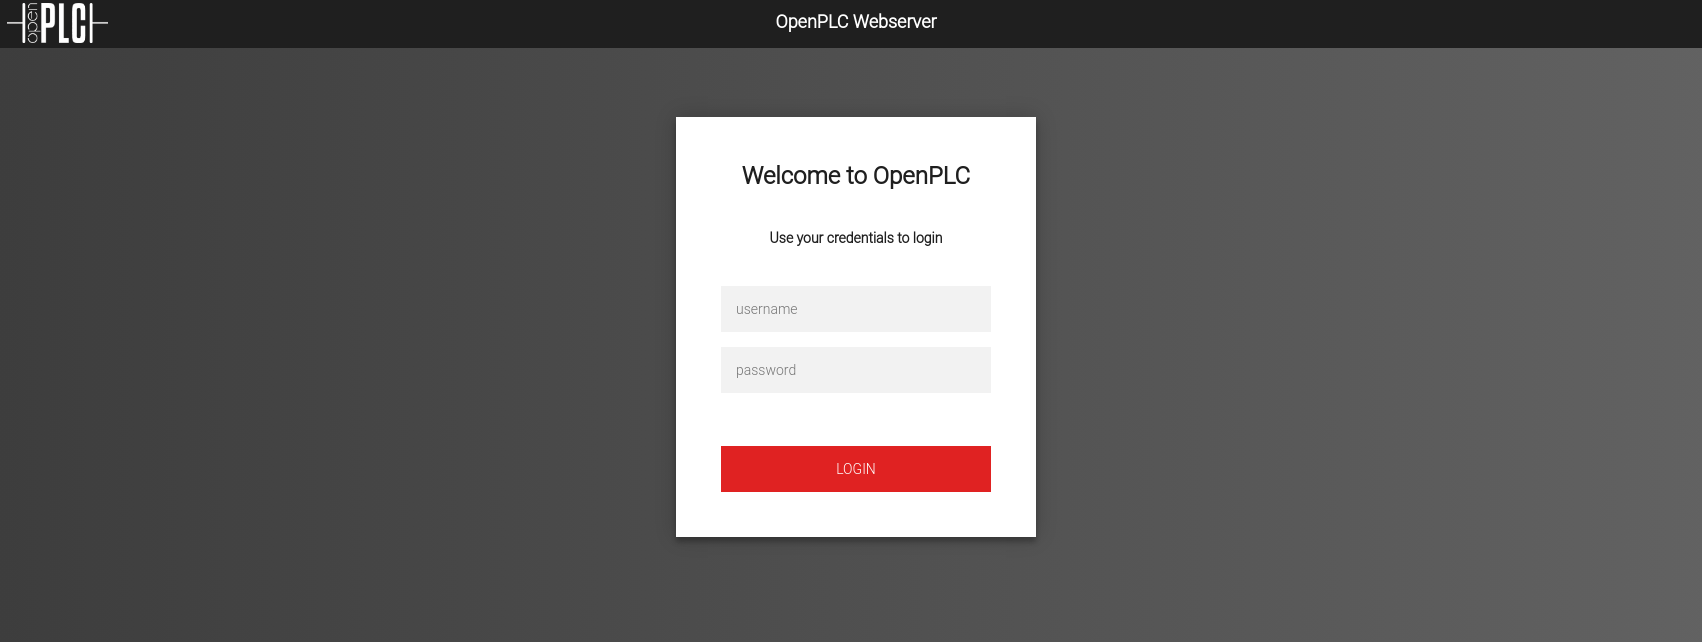 open PLC
OpenPLC Webserver
Welcome to OpenPLC
Use your credentials to login
username
password
LOGIN